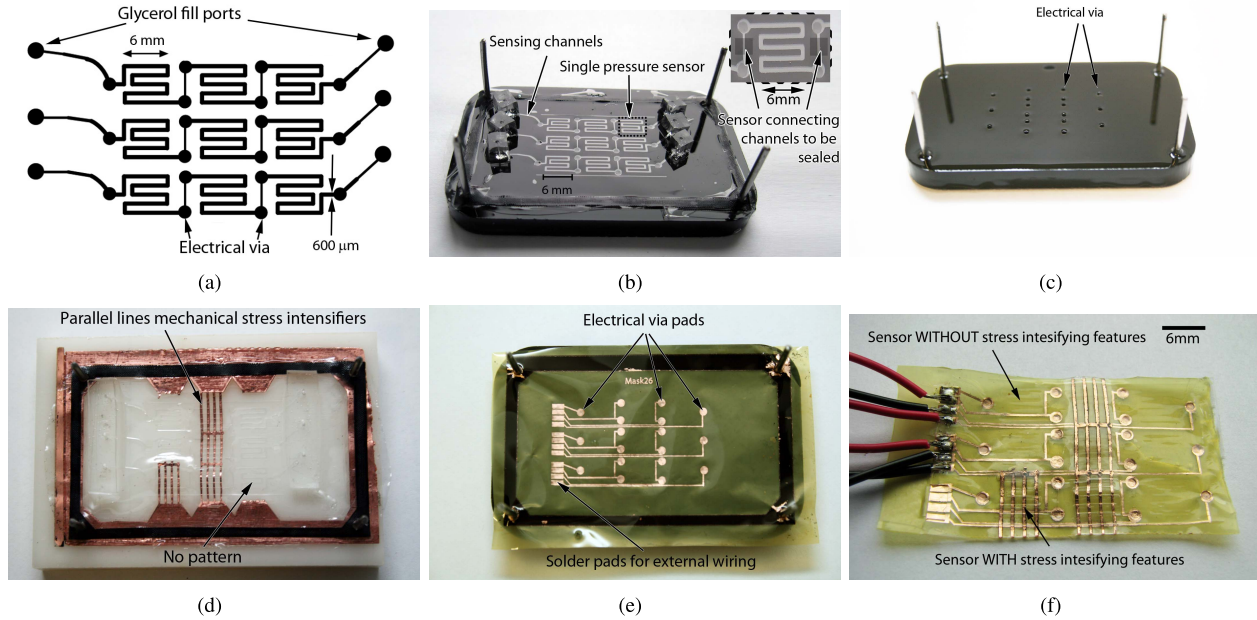 Glycerol fill ports
6 mm
Electrical via
600 μm
(a)
Sensing channels
Single pressure sensor
6mm
Sensor connecting
channels to be
sealed
6 mm
(b)
Electrical via
(c)
Parallel lines mechanical stress intensifiers
No pattern
(d)
Electrical via pads
Mask26
Solder pads for external wiring
(e)
Sensor WITHOUT stress intesifying features
6mm
Sensor WITH stress intesifying features
(f)